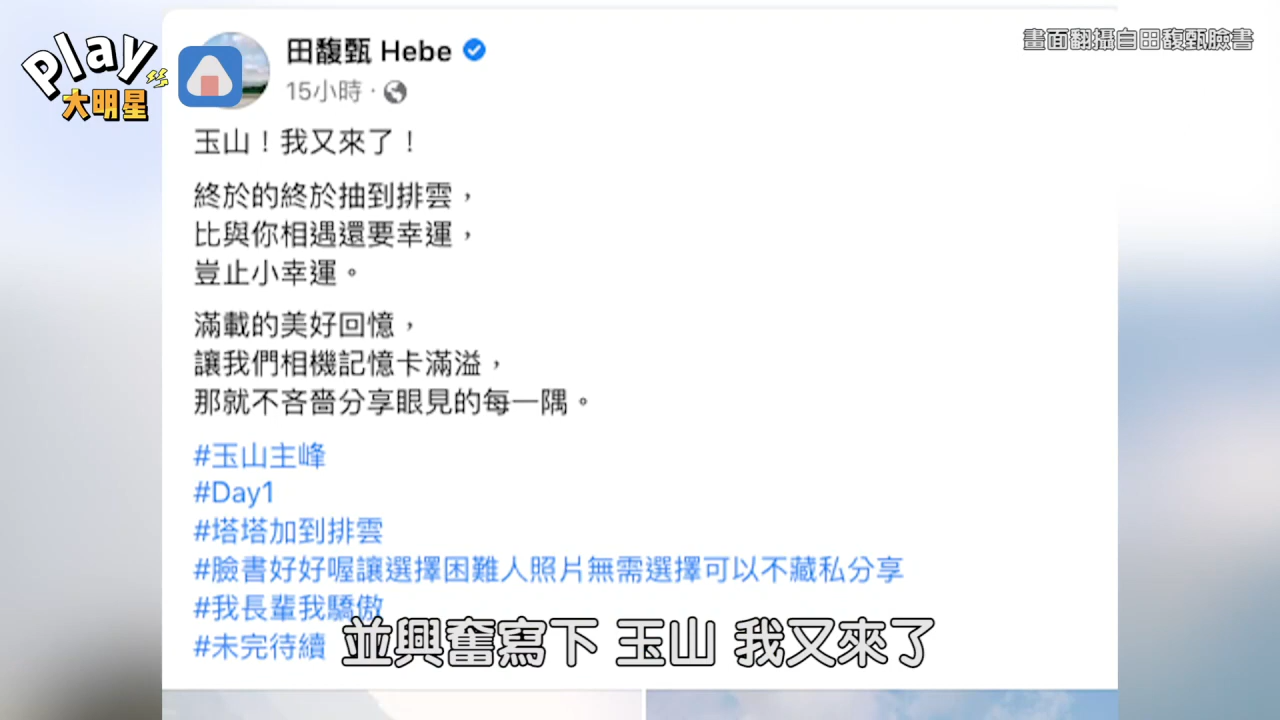 Play
大明星
畫面翻攝自田馥甄臉書
田馥甄 Hebe
15小時 ·
玉山！我又來了！
終於的終於抽到排雲，
比與你相遇還要幸運，
豈止小幸運。
滿載的美好回憶，
讓我們相機記憶卡滿溢，
那就不吝嗇分享眼見的每一隅。
#玉山主峰
#Day1
#塔塔加到排雲
#臉書好好喔讓選擇困難人照片無需選擇可以不藏私分享
#我長輩我驕傲
#未完待續
並興奮寫下 玉山 我又來了